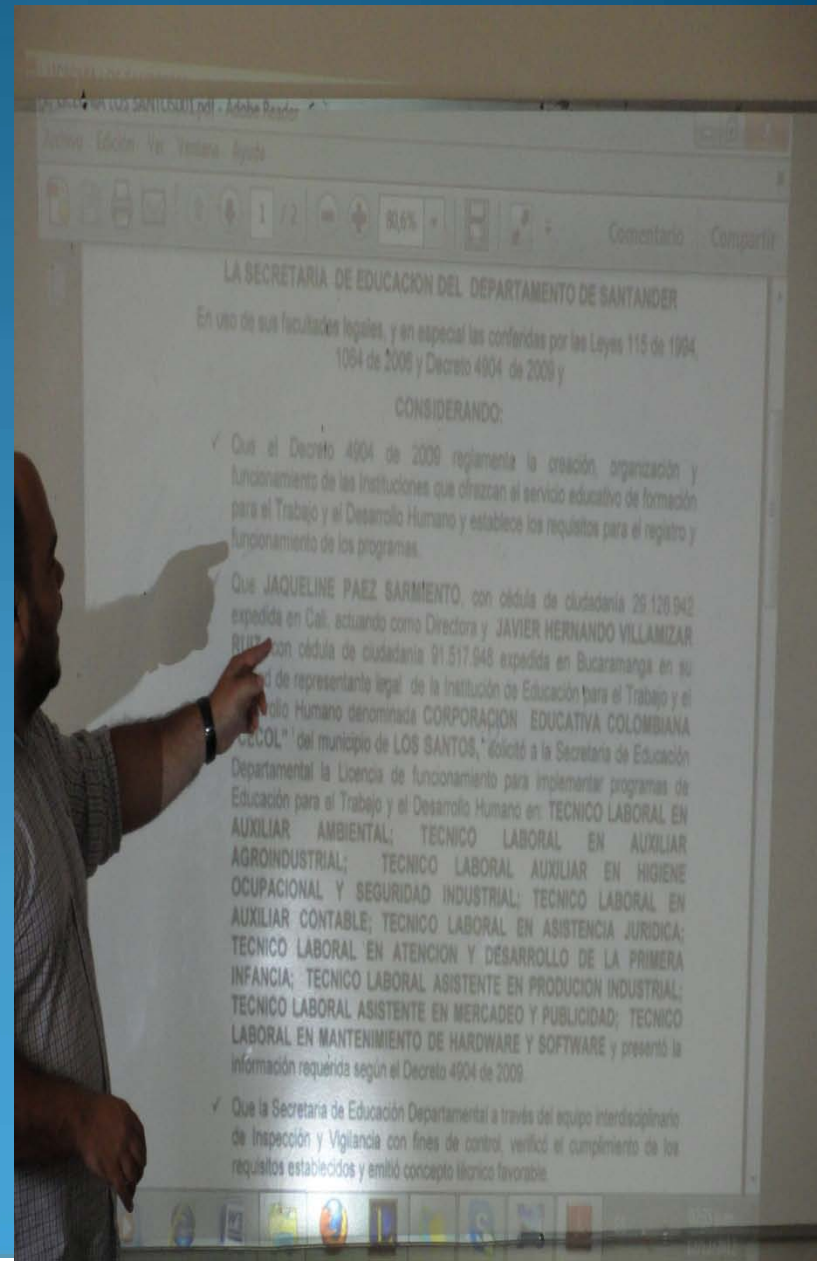 LOS SANTOS001.pdf - Adobe Reader
Archivo Edición Ver Ventana Ayuda
1 / 2 80,6% Comentario Compartir
LA SECRETARIA DE EDUCACION DEL DEPARTAMENTO DE SANTANDER
En uso de sus facultades legales, y en especial las conferidas por las Leyes 115 de 1994,
1064 de 2006 y Decreto 4904 de 2009 y
CONSIDERANDO:
✓ Que el Decreto 4904 de 2009 reglamenta la creación, organización y
funcionamiento de las instituciones que ofrezcan el servicio educativo de formación
para el Trabajo y el Desarrollo Humano y establece los requisitos para el registro y
funcionamiento de los programas.
Que JAQUELINE PAEZ SARMIENTO, con cédula de ciudadanía 29.126.942
expedida en Cali, actuando como Directora y JAVIER HERNANDO VILLAMIZAR
RUIZ con cédula de ciudadanía 91.517.948 expedida en Bucaramanga en su
de representante legal de la Institución de Educación para el Trabajo y el
Humano denominada CORPORACION EDUCATIVA COLOMBIANA
del municipio de LOS SANTOS, solicitó a la Secretaria de Educación
Departamental la Licencia de funcionamiento para implementar programas de
Educación para el Trabajo y el Desarrollo Humano en: TECNICO LABORAL EN
AUXILIAR AMBIENTAL; TECNICO LABORAL EN AUXILIAR
AGROINDUSTRIAL; TECNICO LABORAL AUXILIAR EN HIGIENE
OCUPACIONAL Y SEGURIDAD INDUSTRIAL; TECNICO LABORAL EN
AUXILIAR CONTABLE; TECNICO LABORAL EN ASISTENCIA JURIDICA;
TECNICO LABORAL EN ATENCION Y DESARROLLO DE LA PRIMERA
INFANCIA; TECNICO LABORAL ASISTENTE EN PRODUCION INDUSTRIAL;
TECNICO LABORAL ASISTENTE EN MERCADEO Y PUBLICIDAD; TECNICO
LABORAL EN MANTENIMIENTO DE HARDWARE Y SOFTWARE y presentó la
información requerida según el Decreto 4904 de 2009.
✓ Que la Secretaria de Educación Departamental a través del equipo interdisciplinario
de Inspección y Vigilancia con fines de control, verificó el cumplimiento de los
requisitos establecidos y emitió concepto técnico favorable.